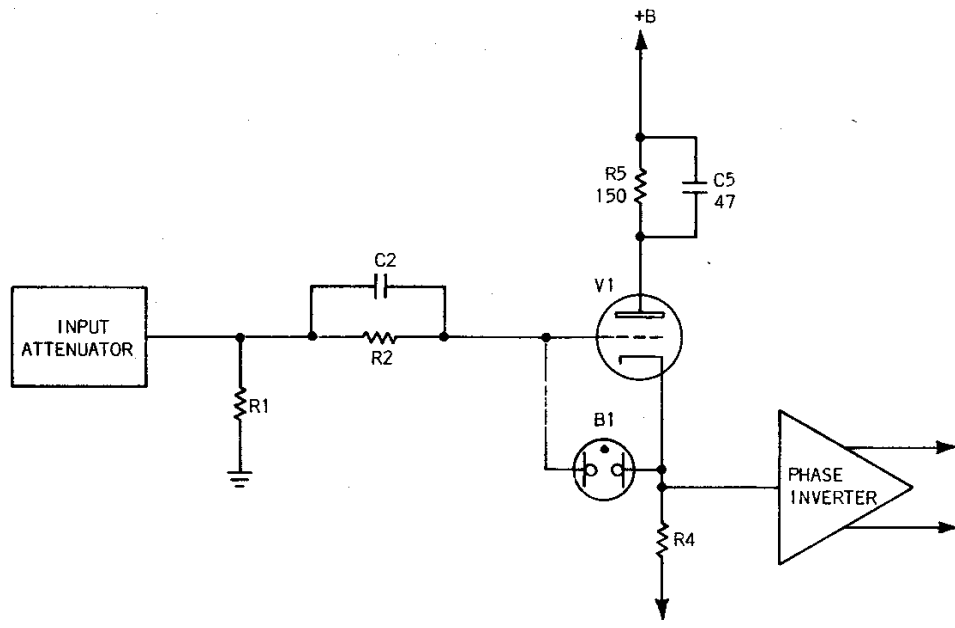 +B
R5
150
C5
47
C2
V1
INPUT
ATTENUATOR
R2
R1
B1
PHASE
INVERTER
R4